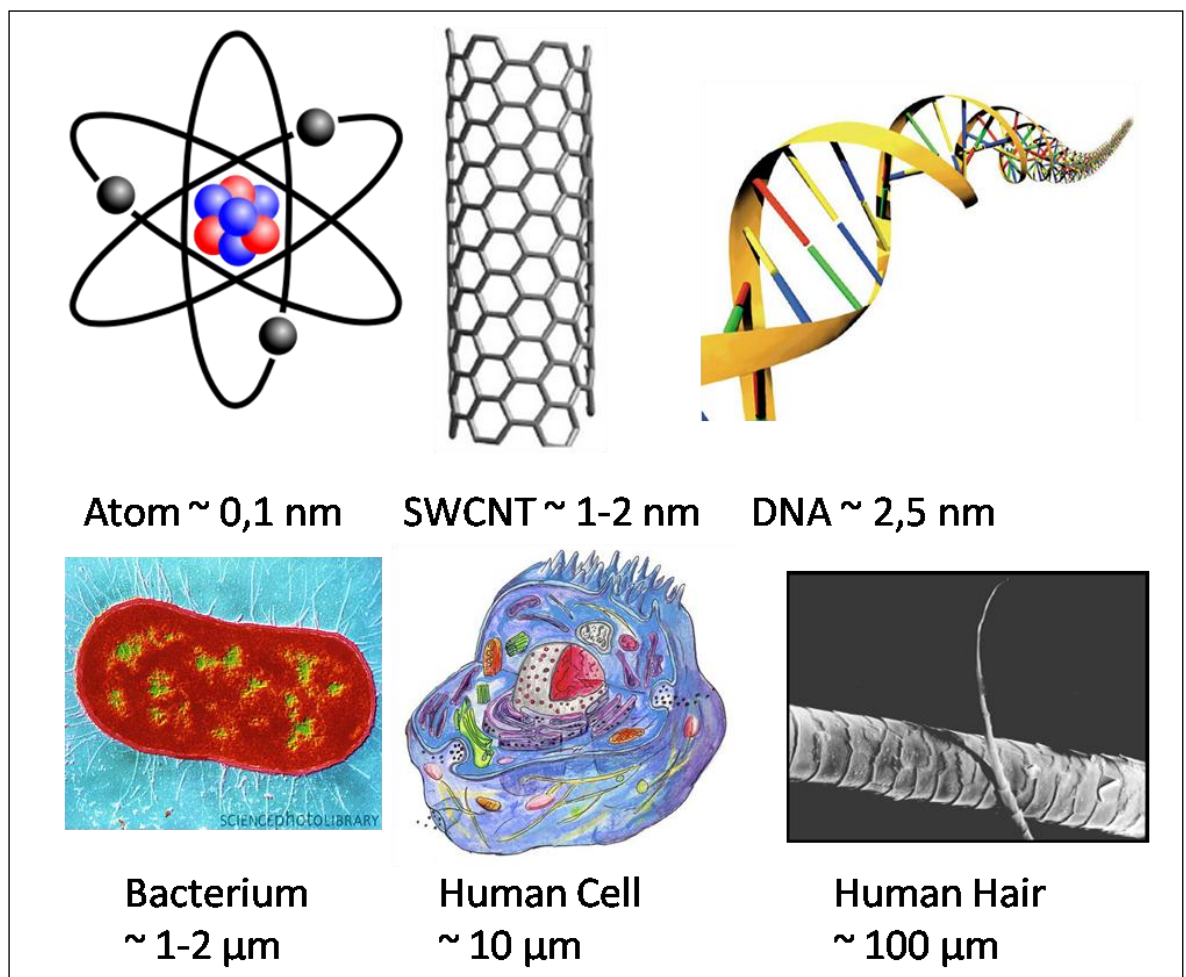 Atom ~ 0,1 nm
SWCNT ~ 1-2 nm
DNA ~ 2,5 nm
SCIENCEphotoLIBRARY
Bacterium
~ 1-2 µm
Human Cell
~ 10 µm
Human Hair
~ 100 µm